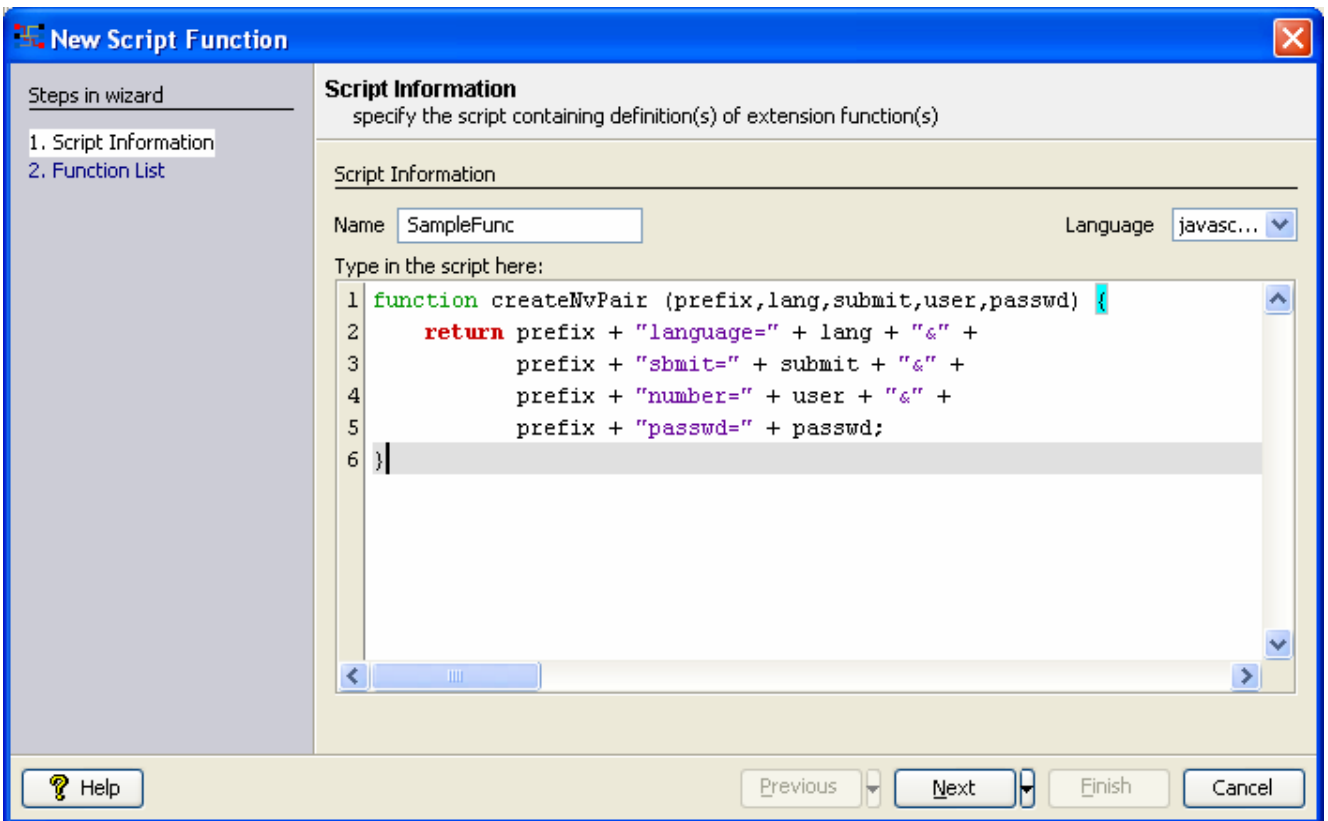 New Script Function
Steps in wizard
1. Script Information
2. Function List
Script Information
specify the script containing definition(s) of extension function(s)
Script Information
Name SampleFunc Language javasc...
Type in the script here:
1 function createNvPair (prefix,lang,submit,user,passwd) {
2 return prefix + "language=" + lang + "&" +
3 prefix + "sbmit=" + submit + "&" +
4 prefix + "number=" + user + "&" +
5 prefix + "passwd=" + passwd;
6 }
Help Previous Next Finish Cancel